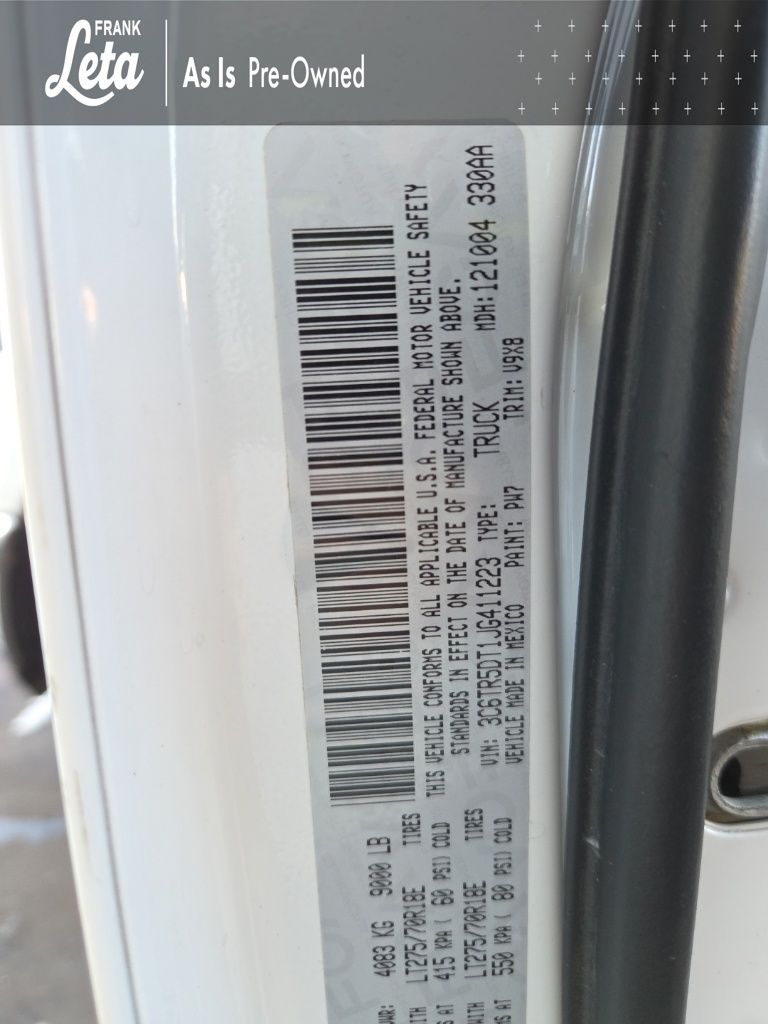 FRANK
Leta
As Is Pre-Owned
4083 KG 9000 LB
LT275/70R18E TIRES
415 KPA ( 60 PSI) COLD
WITH LT275/70R18E TIRES
AT 550 KPA ( 80 PSI) COLD
THIS VEHICLE CONFORMS TO ALL APPLICABLE U.S.A. FEDERAL MOTOR VEHICLE SAFETY
STANDARDS IN EFFECT ON THE DATE OF MANUFACTURE SHOWN ABOVE.
VIN: 3C6TR5DT1JG411223 TYPE: TRUCK MDH: 121004 330AA
VEHICLE MADE IN MEXICO PAINT: PW7 TRIM: V9X8